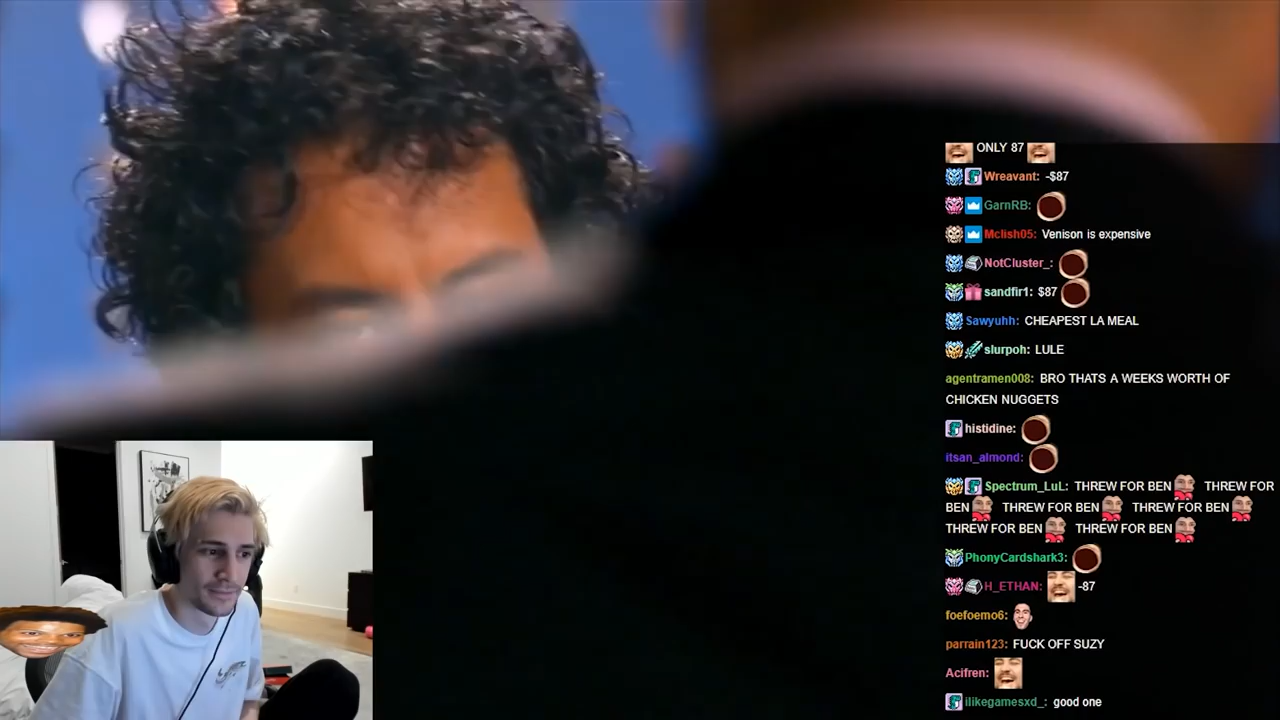 ONLY 87
Wreavant: -$87
GarnRB:
Mclish05: Venison is expensive
NotCluster_:
sandfir1: $87
Sawyuhh: CHEAPEST LA MEAL
slurpoh: LULE
agentramen008: BRO THATS A WEEKS WORTH OF
CHICKEN NUGGETS
histidine:
itsan_almond:
Spectrum_LuL: THREW FOR BEN THREW FOR
BEN THREW FOR BEN THREW FOR BEN
THREW FOR BEN THREW FOR BEN
PhonyCardshark3:
H_ETHAN: -87
foefoemo6:
parrain123: FUCK OFF SUZY
Acifren:
ilikegamesxd_: good one